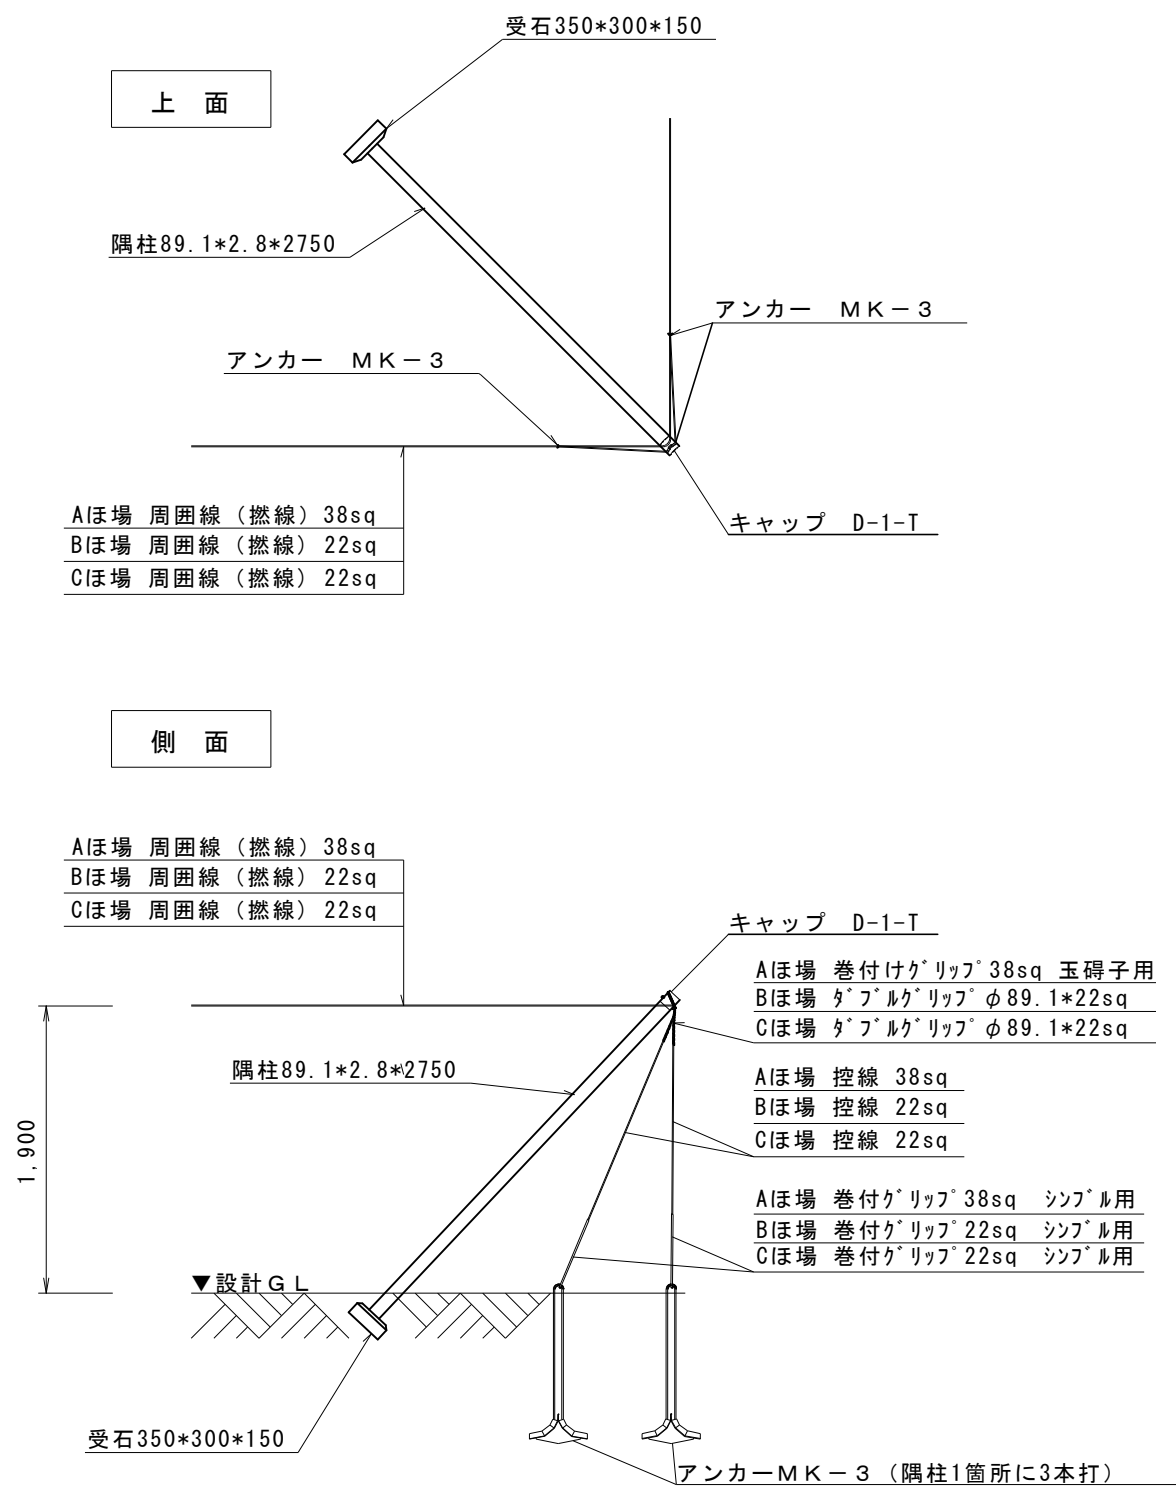 受石350*300*150
上 面
隅柱89.1*2.8*2750
アンカー MK－3
アンカー MK－3
Aほ場 周囲線（撚線）38sq
Bほ場 周囲線（撚線）22sq
Cほ場 周囲線（撚線）22sq
キャップ D-1-T
側 面
Aほ場 周囲線（撚線）38sq
Bほ場 周囲線（撚線）22sq
Cほ場 周囲線（撚線）22sq
キャップ D-1-T
Aほ場 巻付けｸﾞﾘｯﾌﾟ38sq 玉碍子用
Bほ場 ﾀﾞﾌﾞﾙｸﾞﾘｯﾌﾟφ89.1*22sq
Cほ場 ﾀﾞﾌﾞﾙｸﾞﾘｯﾌﾟφ89.1*22sq
隅柱89.1*2.8*2750
Aほ場 控線 38sq
Bほ場 控線 22sq
Cほ場 控線 22sq
1,900
Aほ場 巻付ｸﾞﾘｯﾌﾟ38sq ｼﾝﾌﾞﾙ用
Bほ場 巻付ｸﾞﾘｯﾌﾟ22sq ｼﾝﾌﾞﾙ用
Cほ場 巻付ｸﾞﾘｯﾌﾟ22sq ｼﾝﾌﾞﾙ用
▼設計GL
受石350*300*150
アンカーMK－3（隅柱1箇所に3本打）